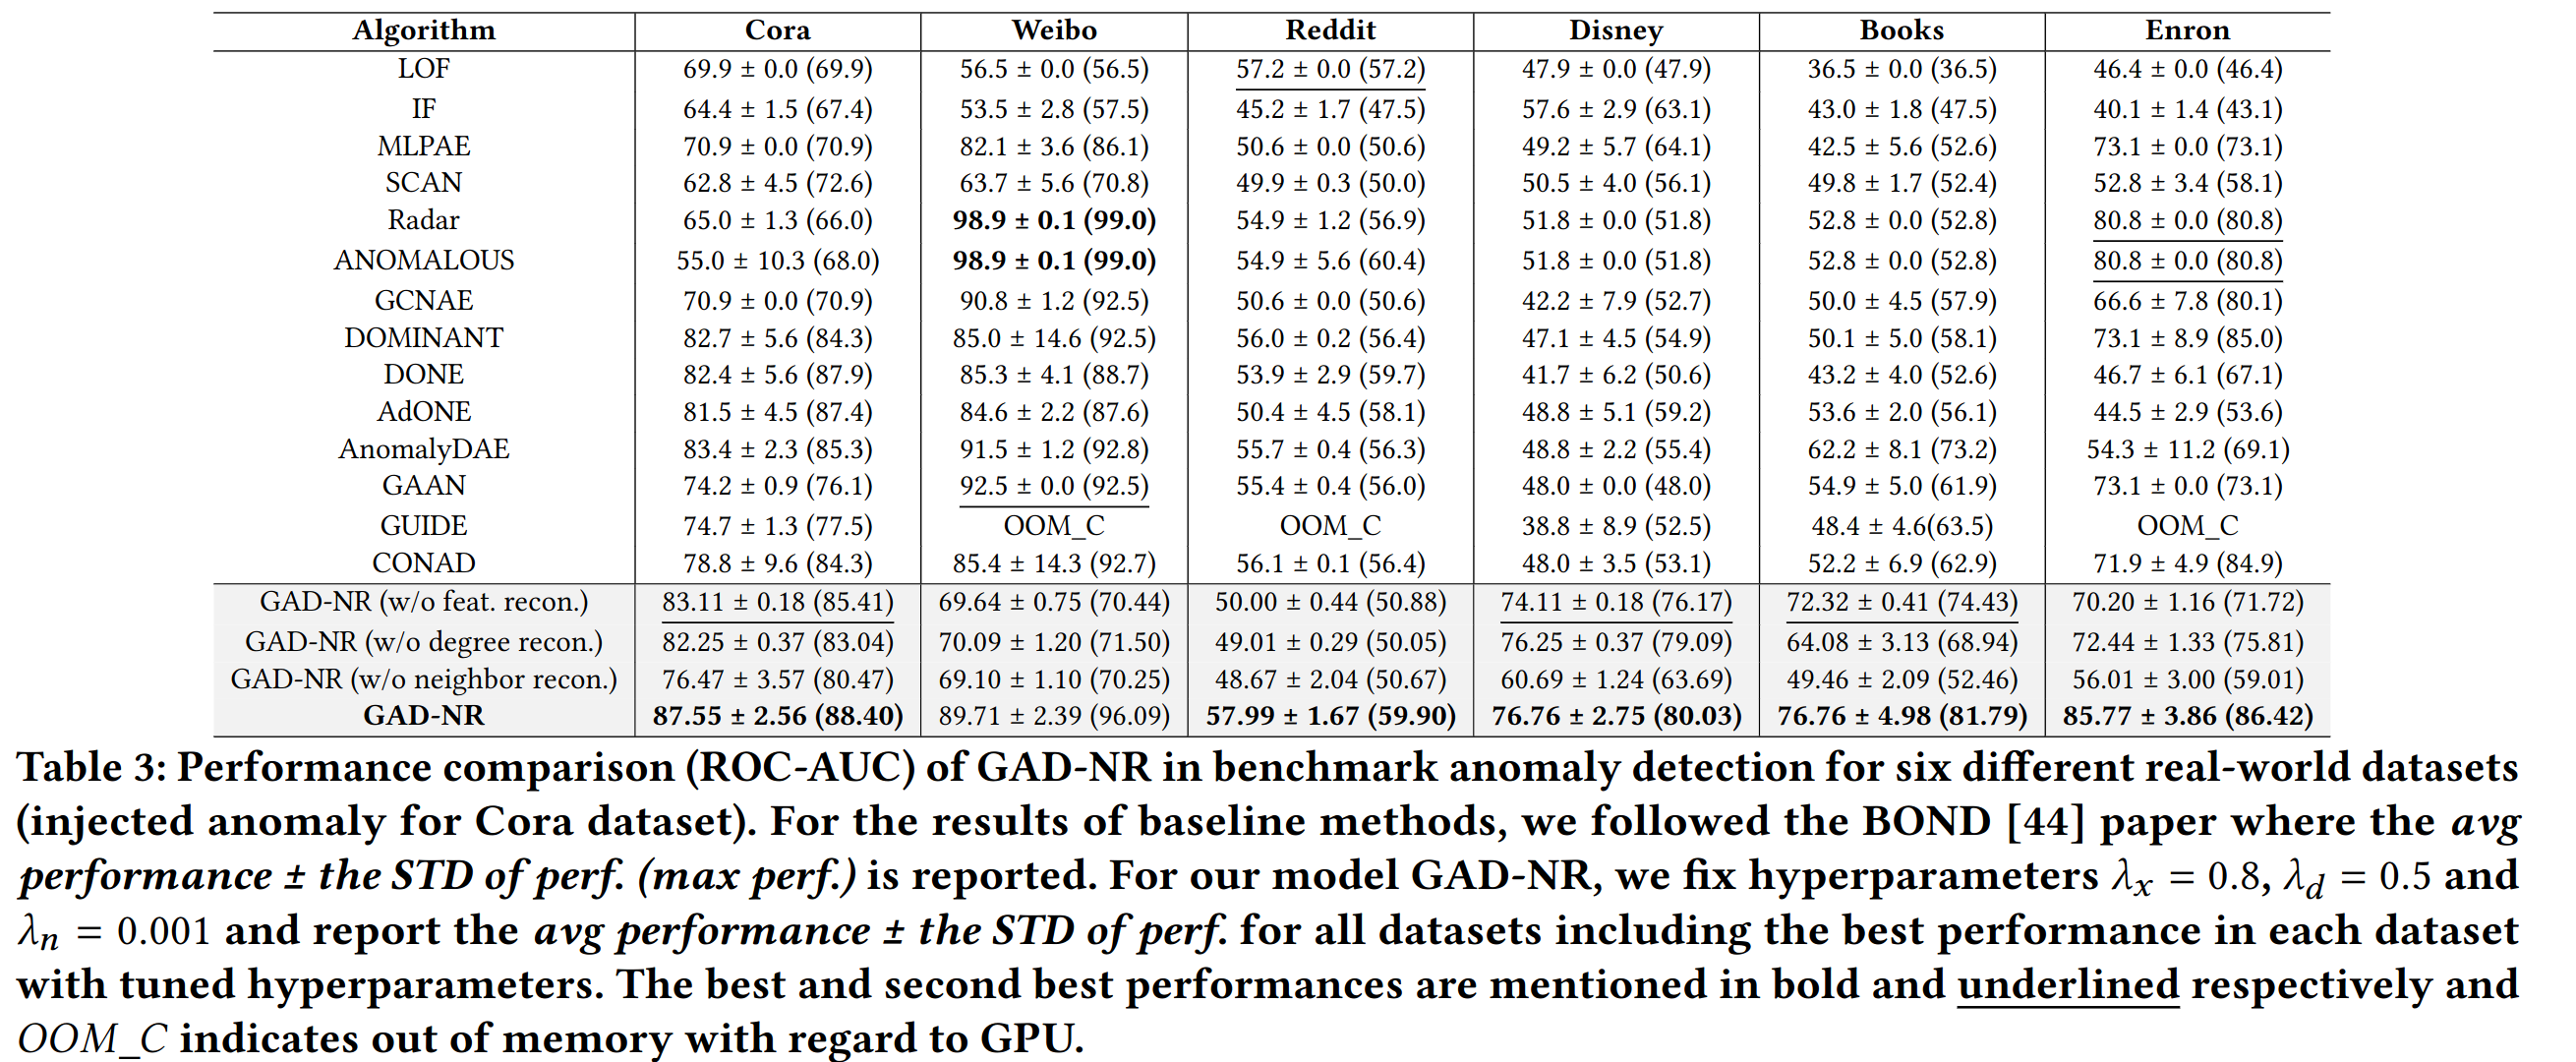 Algorithm Cora Weibo Reddit Disney Books Enron
LOF 69.9 ± 0.0 (69.9) 56.5 ± 0.0 (56.5) 57.2 ± 0.0 (57.2) 47.9 ± 0.0 (47.9) 36.5 ± 0.0 (36.5) 46.4 ± 0.0 (46.4)
IF 64.4 ± 1.5 (67.4) 53.5 ± 2.8 (57.5) 45.2 ± 1.7 (47.5) 57.6 ± 2.9 (63.1) 43.0 ± 1.8 (47.5) 40.1 ± 1.4 (43.1)
MLPAE 70.9 ± 0.0 (70.9) 82.1 ± 3.6 (86.1) 50.6 ± 0.0 (50.6) 49.2 ± 5.7 (64.1) 42.5 ± 5.6 (52.6) 73.1 ± 0.0 (73.1)
SCAN 62.8 ± 4.5 (72.6) 63.7 ± 5.6 (70.8) 49.9 ± 0.3 (50.0) 50.5 ± 4.0 (56.1) 49.8 ± 1.7 (52.4) 52.8 ± 3.4 (58.1)
Radar 65.0 ± 1.3 (66.0) 98.9 ± 0.1 (99.0) 54.9 ± 1.2 (56.9) 51.8 ± 0.0 (51.8) 52.8 ± 0.0 (52.8) 80.8 ± 0.0 (80.8)
ANOMALOUS 55.0 ± 10.3 (68.0) 98.9 ± 0.1 (99.0) 54.9 ± 5.6 (60.4) 51.8 ± 0.0 (51.8) 52.8 ± 0.0 (52.8) 80.8 ± 0.0 (80.8)
GCNAE 70.9 ± 0.0 (70.9) 90.8 ± 1.2 (92.5) 50.6 ± 0.0 (50.6) 42.2 ± 7.9 (52.7) 50.0 ± 4.5 (57.9) 66.6 ± 7.8 (80.1)
DOMINANT 82.7 ± 5.6 (84.3) 85.0 ± 14.6 (92.5) 56.0 ± 0.2 (56.4) 47.1 ± 4.5 (54.9) 50.1 ± 5.0 (58.1) 73.1 ± 8.9 (85.0)
DONE 82.4 ± 5.6 (87.9) 85.3 ± 4.1 (88.7) 53.9 ± 2.9 (59.7) 41.7 ± 6.2 (50.6) 43.2 ± 4.0 (52.6) 46.7 ± 6.1 (67.1)
AdONE 81.5 ± 4.5 (87.4) 84.6 ± 2.2 (87.6) 50.4 ± 4.5 (58.1) 48.8 ± 5.1 (59.2) 53.6 ± 2.0 (56.1) 44.5 ± 2.9 (53.6)
AnomalyDAE 83.4 ± 2.3 (85.3) 91.5 ± 1.2 (92.8) 55.7 ± 0.4 (56.3) 48.8 ± 2.2 (55.4) 62.2 ± 8.1 (73.2) 54.3 ± 11.2 (69.1)
GAAN 74.2 ± 0.9 (76.1) 92.5 ± 0.0 (92.5) 55.4 ± 0.4 (56.0) 48.0 ± 0.0 (48.0) 54.9 ± 5.0 (61.9) 73.1 ± 0.0 (73.1)
GUIDE 74.7 ± 1.3 (77.5) OOM_C OOM_C 38.8 ± 8.9 (52.5) 48.4 ± 4.6(63.5) OOM_C
CONAD 78.8 ± 9.6 (84.3) 85.4 ± 14.3 (92.7) 56.1 ± 0.1 (56.4) 48.0 ± 3.5 (53.1) 52.2 ± 6.9 (62.9) 71.9 ± 4.9 (84.9)
GAD-NR (w/o feat. recon.) 83.11 ± 0.18 (85.41) 69.64 ± 0.75 (70.44) 50.00 ± 0.44 (50.88) 74.11 ± 0.18 (76.17) 72.32 ± 0.41 (74.43) 70.20 ± 1.16 (71.72)
GAD-NR (w/o degree recon.) 82.25 ± 0.37 (83.04) 70.09 ± 1.20 (71.50) 49.01 ± 0.29 (50.05) 76.25 ± 0.37 (79.09) 64.08 ± 3.13 (68.94) 72.44 ± 1.33 (75.81)
GAD-NR (w/o neighbor recon.) 76.47 ± 3.57 (80.47) 69.10 ± 1.10 (70.25) 48.67 ± 2.04 (50.67) 60.69 ± 1.24 (63.69) 49.46 ± 2.09 (52.46) 56.01 ± 3.00 (59.01)
GAD-NR 87.55 ± 2.56 (88.40) 89.71 ± 2.39 (96.09) 57.99 ± 1.67 (59.90) 76.76 ± 2.75 (80.03) 76.76 ± 4.98 (81.79) 85.77 ± 3.86 (86.42)
Table 3: Performance comparison (ROC-AUC) of GAD-NR in benchmark anomaly detection for six different real-world datasets
(injected anomaly for Cora dataset). For the results of baseline methods, we followed the BOND [44] paper where the avg
performance ± the STD of perf. (max perf.) is reported. For our model GAD-NR, we fix hyperparameters λx = 0.8, λd = 0.5 and
λn = 0.001 and report the avg performance ± the STD of perf. for all datasets including the best performance in each dataset
with tuned hyperparameters. The best and second best performances are mentioned in bold and underlined respectively and
OOM_C indicates out of memory with regard to GPU.